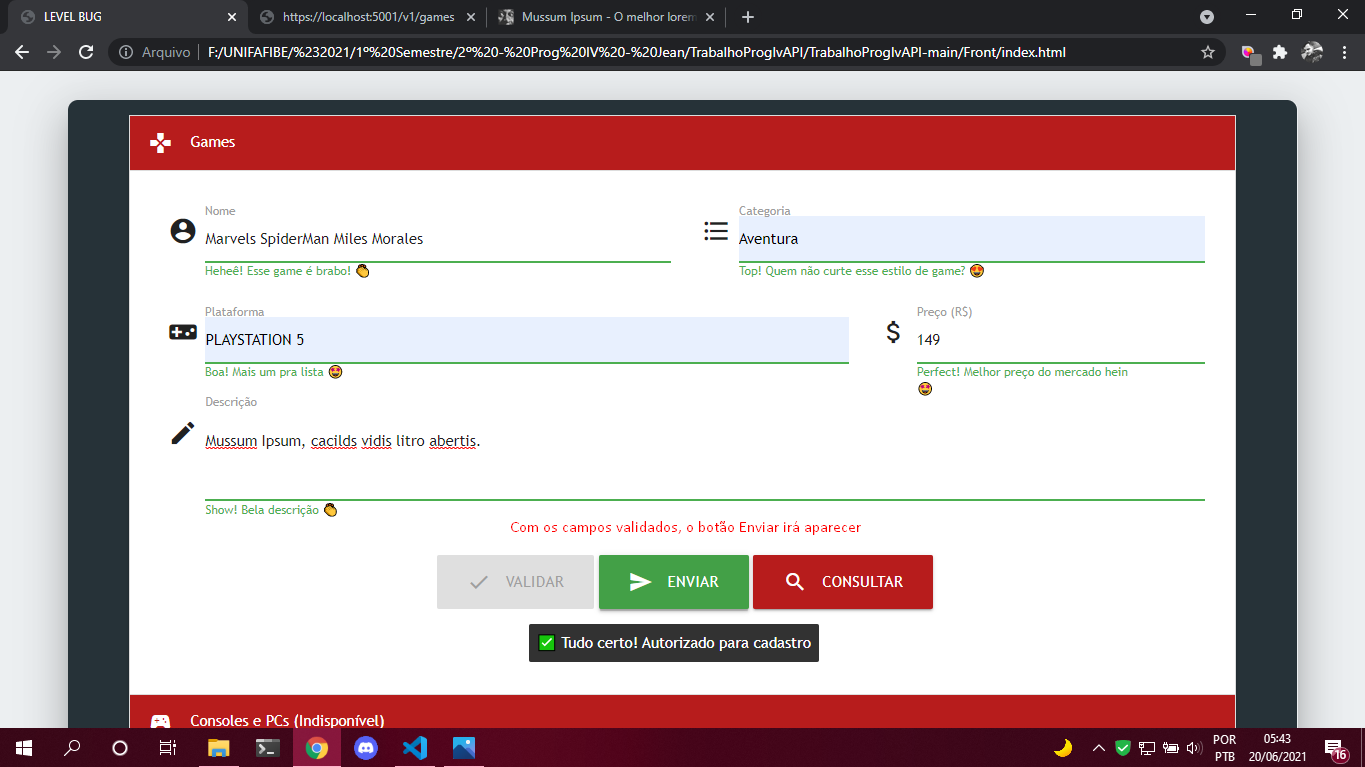 LEVEL BUG
https://localhost:5001/v1/games
Mussum Ipsum - O melhor lorem
Arquivo
F:/UNIFAFIBE/%232021/1º%20Semestre/2º%20-%20Prog%20IV%20-%20Jean/TrabalhoProgIvAPI/TrabalhoProgIvAPI-main/Front/index.html
Games
Nome
Categoria
Marvels SpiderMan Miles Morales
Aventura
Heheê! Esse game é brabo! 👏
Top! Quem não curte esse estilo de game? 🤩
Plataforma
Preço (R$)
PLAYSTATION 5
149
Boa! Mais um pra lista 🤩
Perfect! Melhor preço do mercado hein
🤩
Descrição
Mussum Ipsum, cacilds vidis litro abertis.
Show! Bela descrição 👏
Com os campos validados, o botão Enviar irá aparecer
VALIDAR
ENVIAR
CONSULTAR
✅ Tudo certo! Autorizado para cadastro
Consoles e PCs (Indisponível)
POR
PTB
05:43
20/06/2021
16